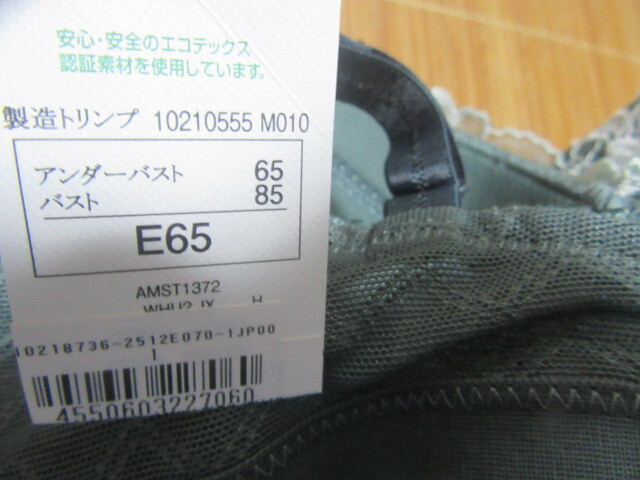 安心・安全のエコテックス
認証素材を使用しています。
製造トリンプ 10210555 M010
アンダーバスト 65
バスト 85
E65
AMST1372
10218736-2512E070-1JP00
1
4550603227060